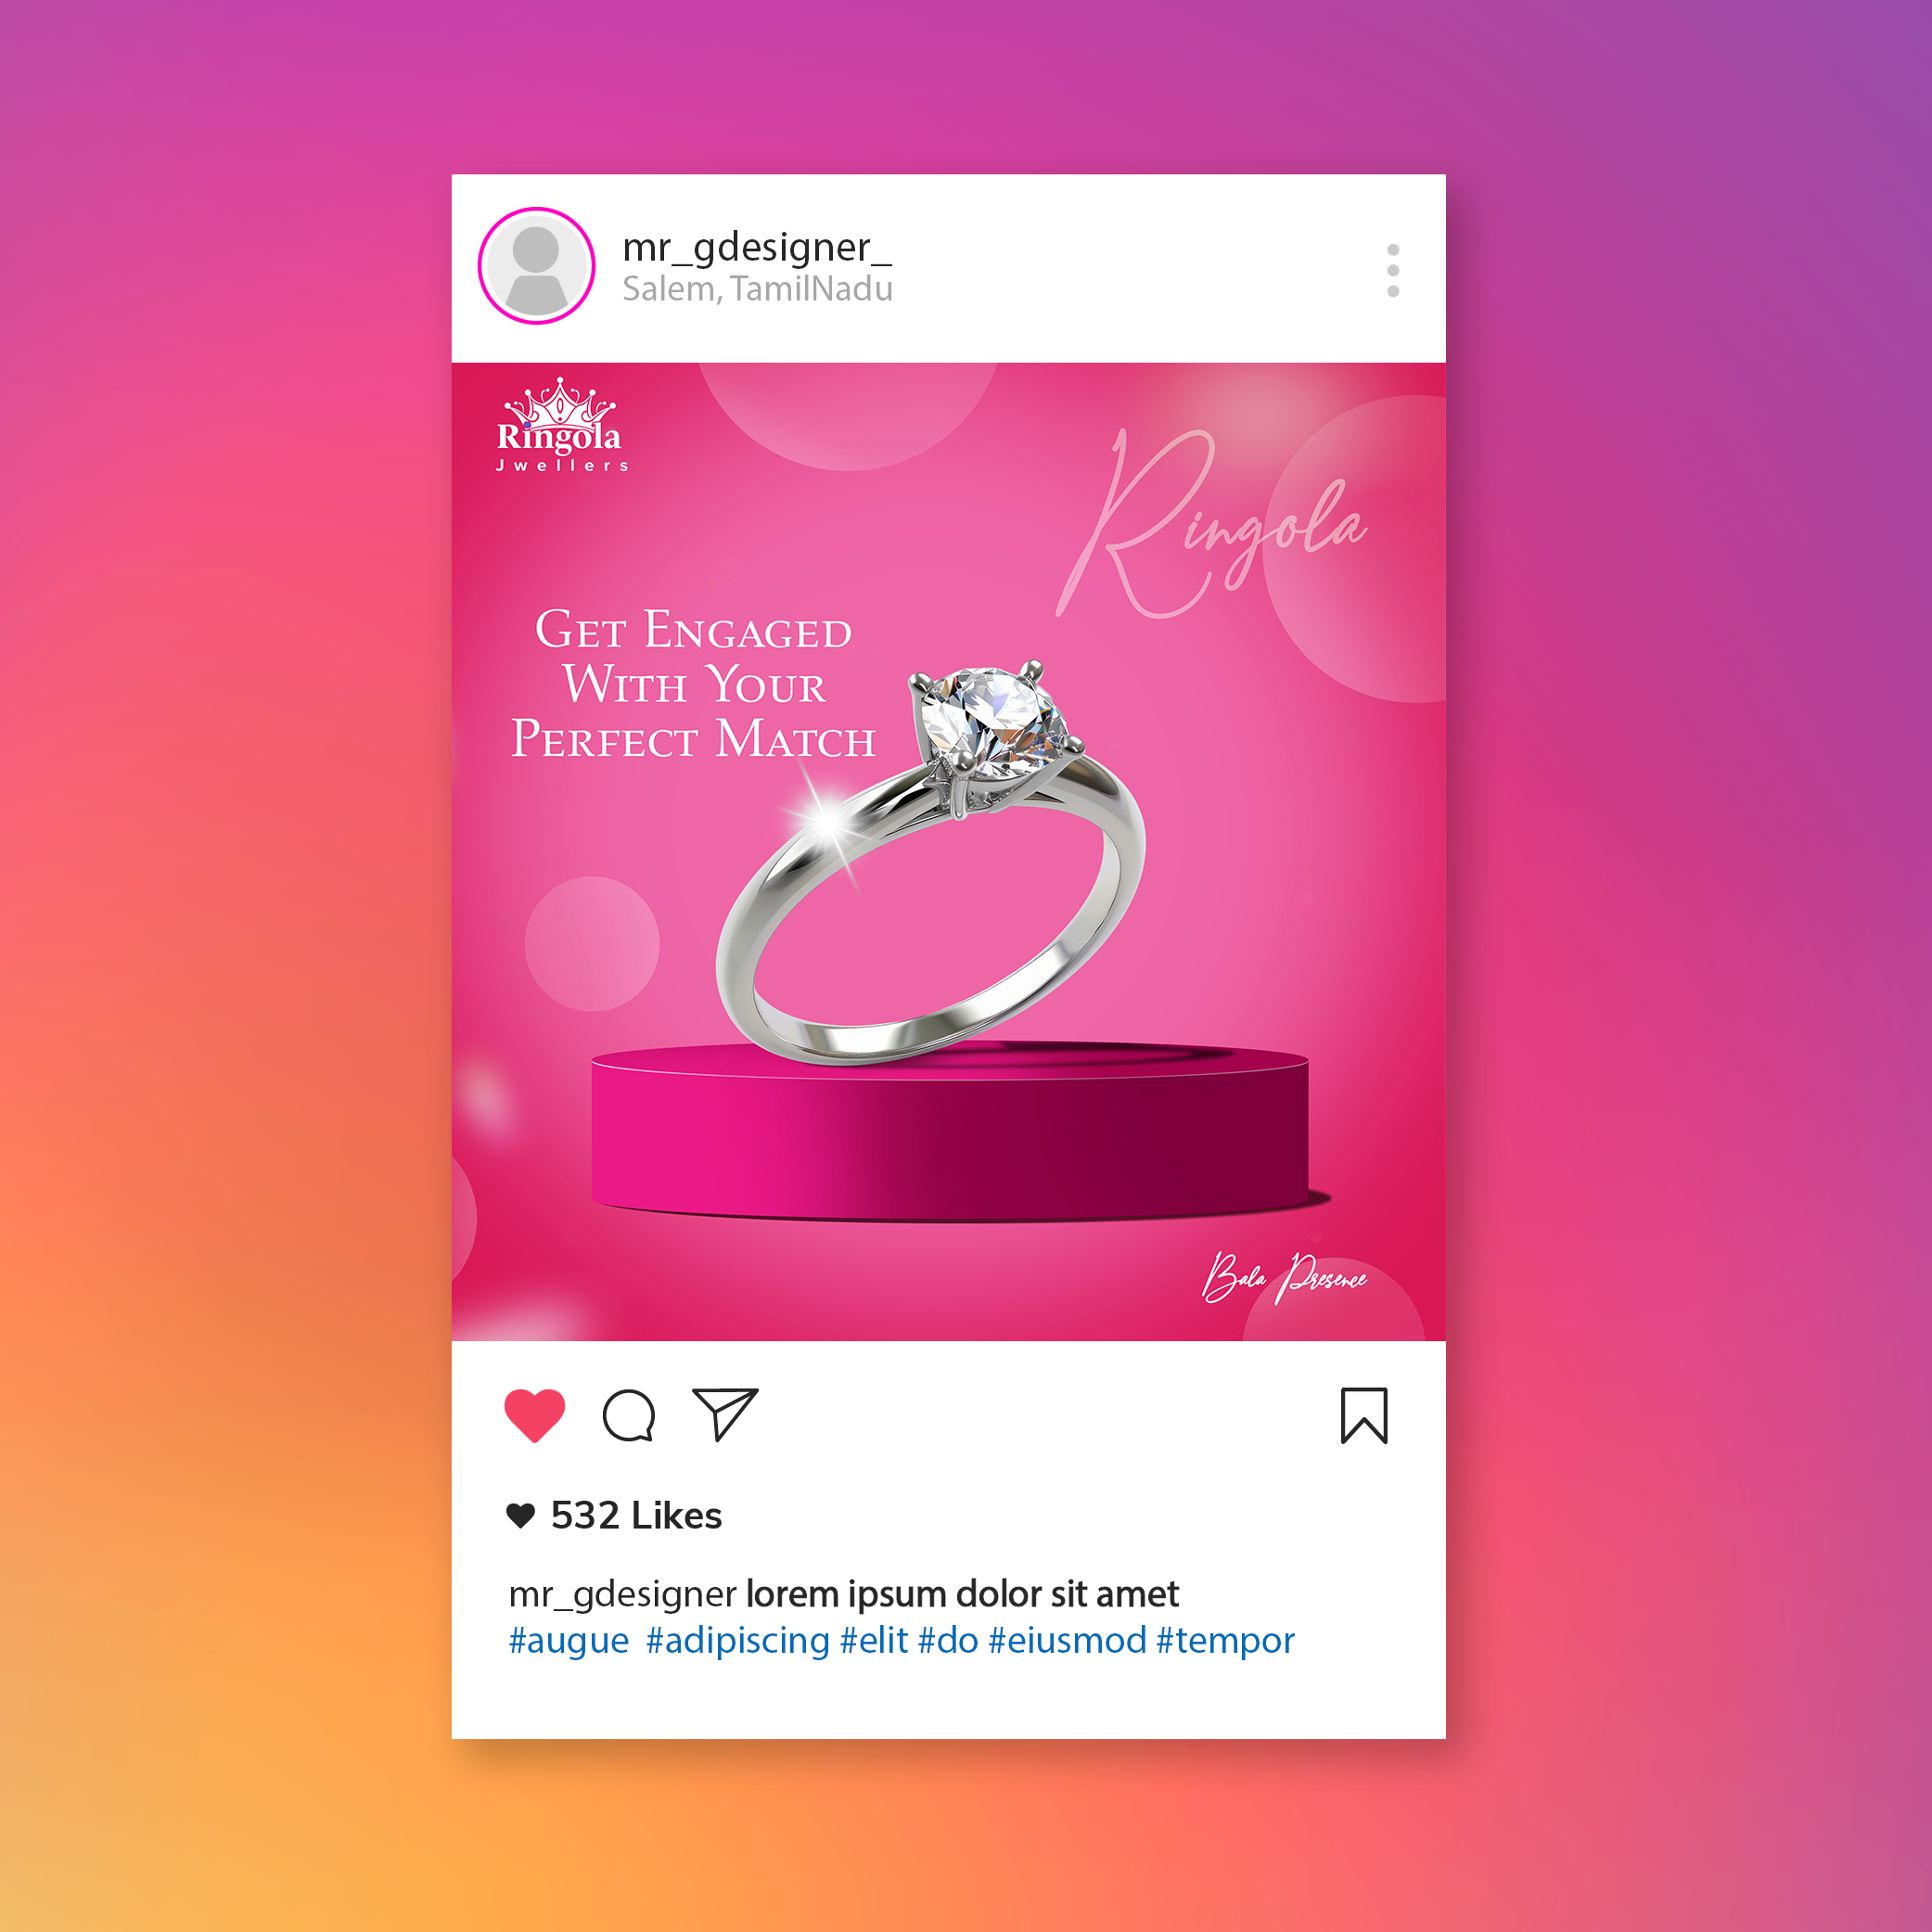 mr_gdesigner_
Salem, TamilNadu
Ringola
Jwellers
Ringola
Get Engaged
With Your
Perfect Match
Bala Presence
532 Likes
mr_gdesigner lorem ipsum dolor sit amet
#augue #adipiscing #elit #do #eiusmod #tempor